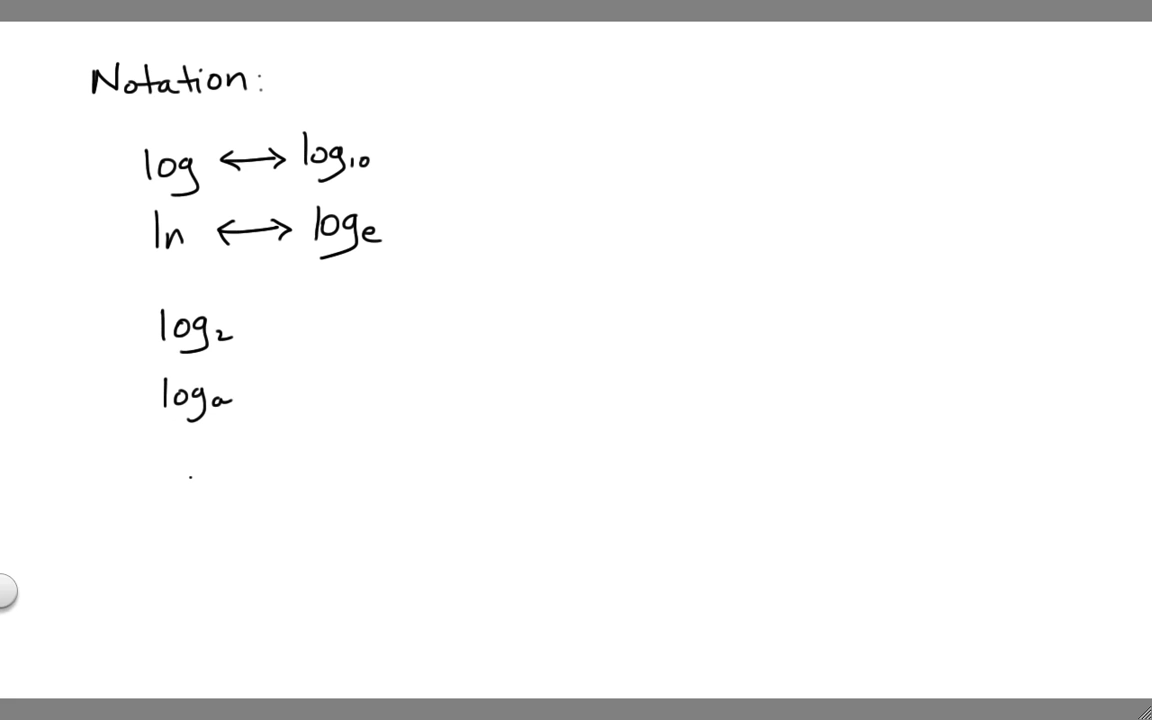 Notation:
log ⟷ log₁₀
ln ⟷ logₑ
log₂
logₐ